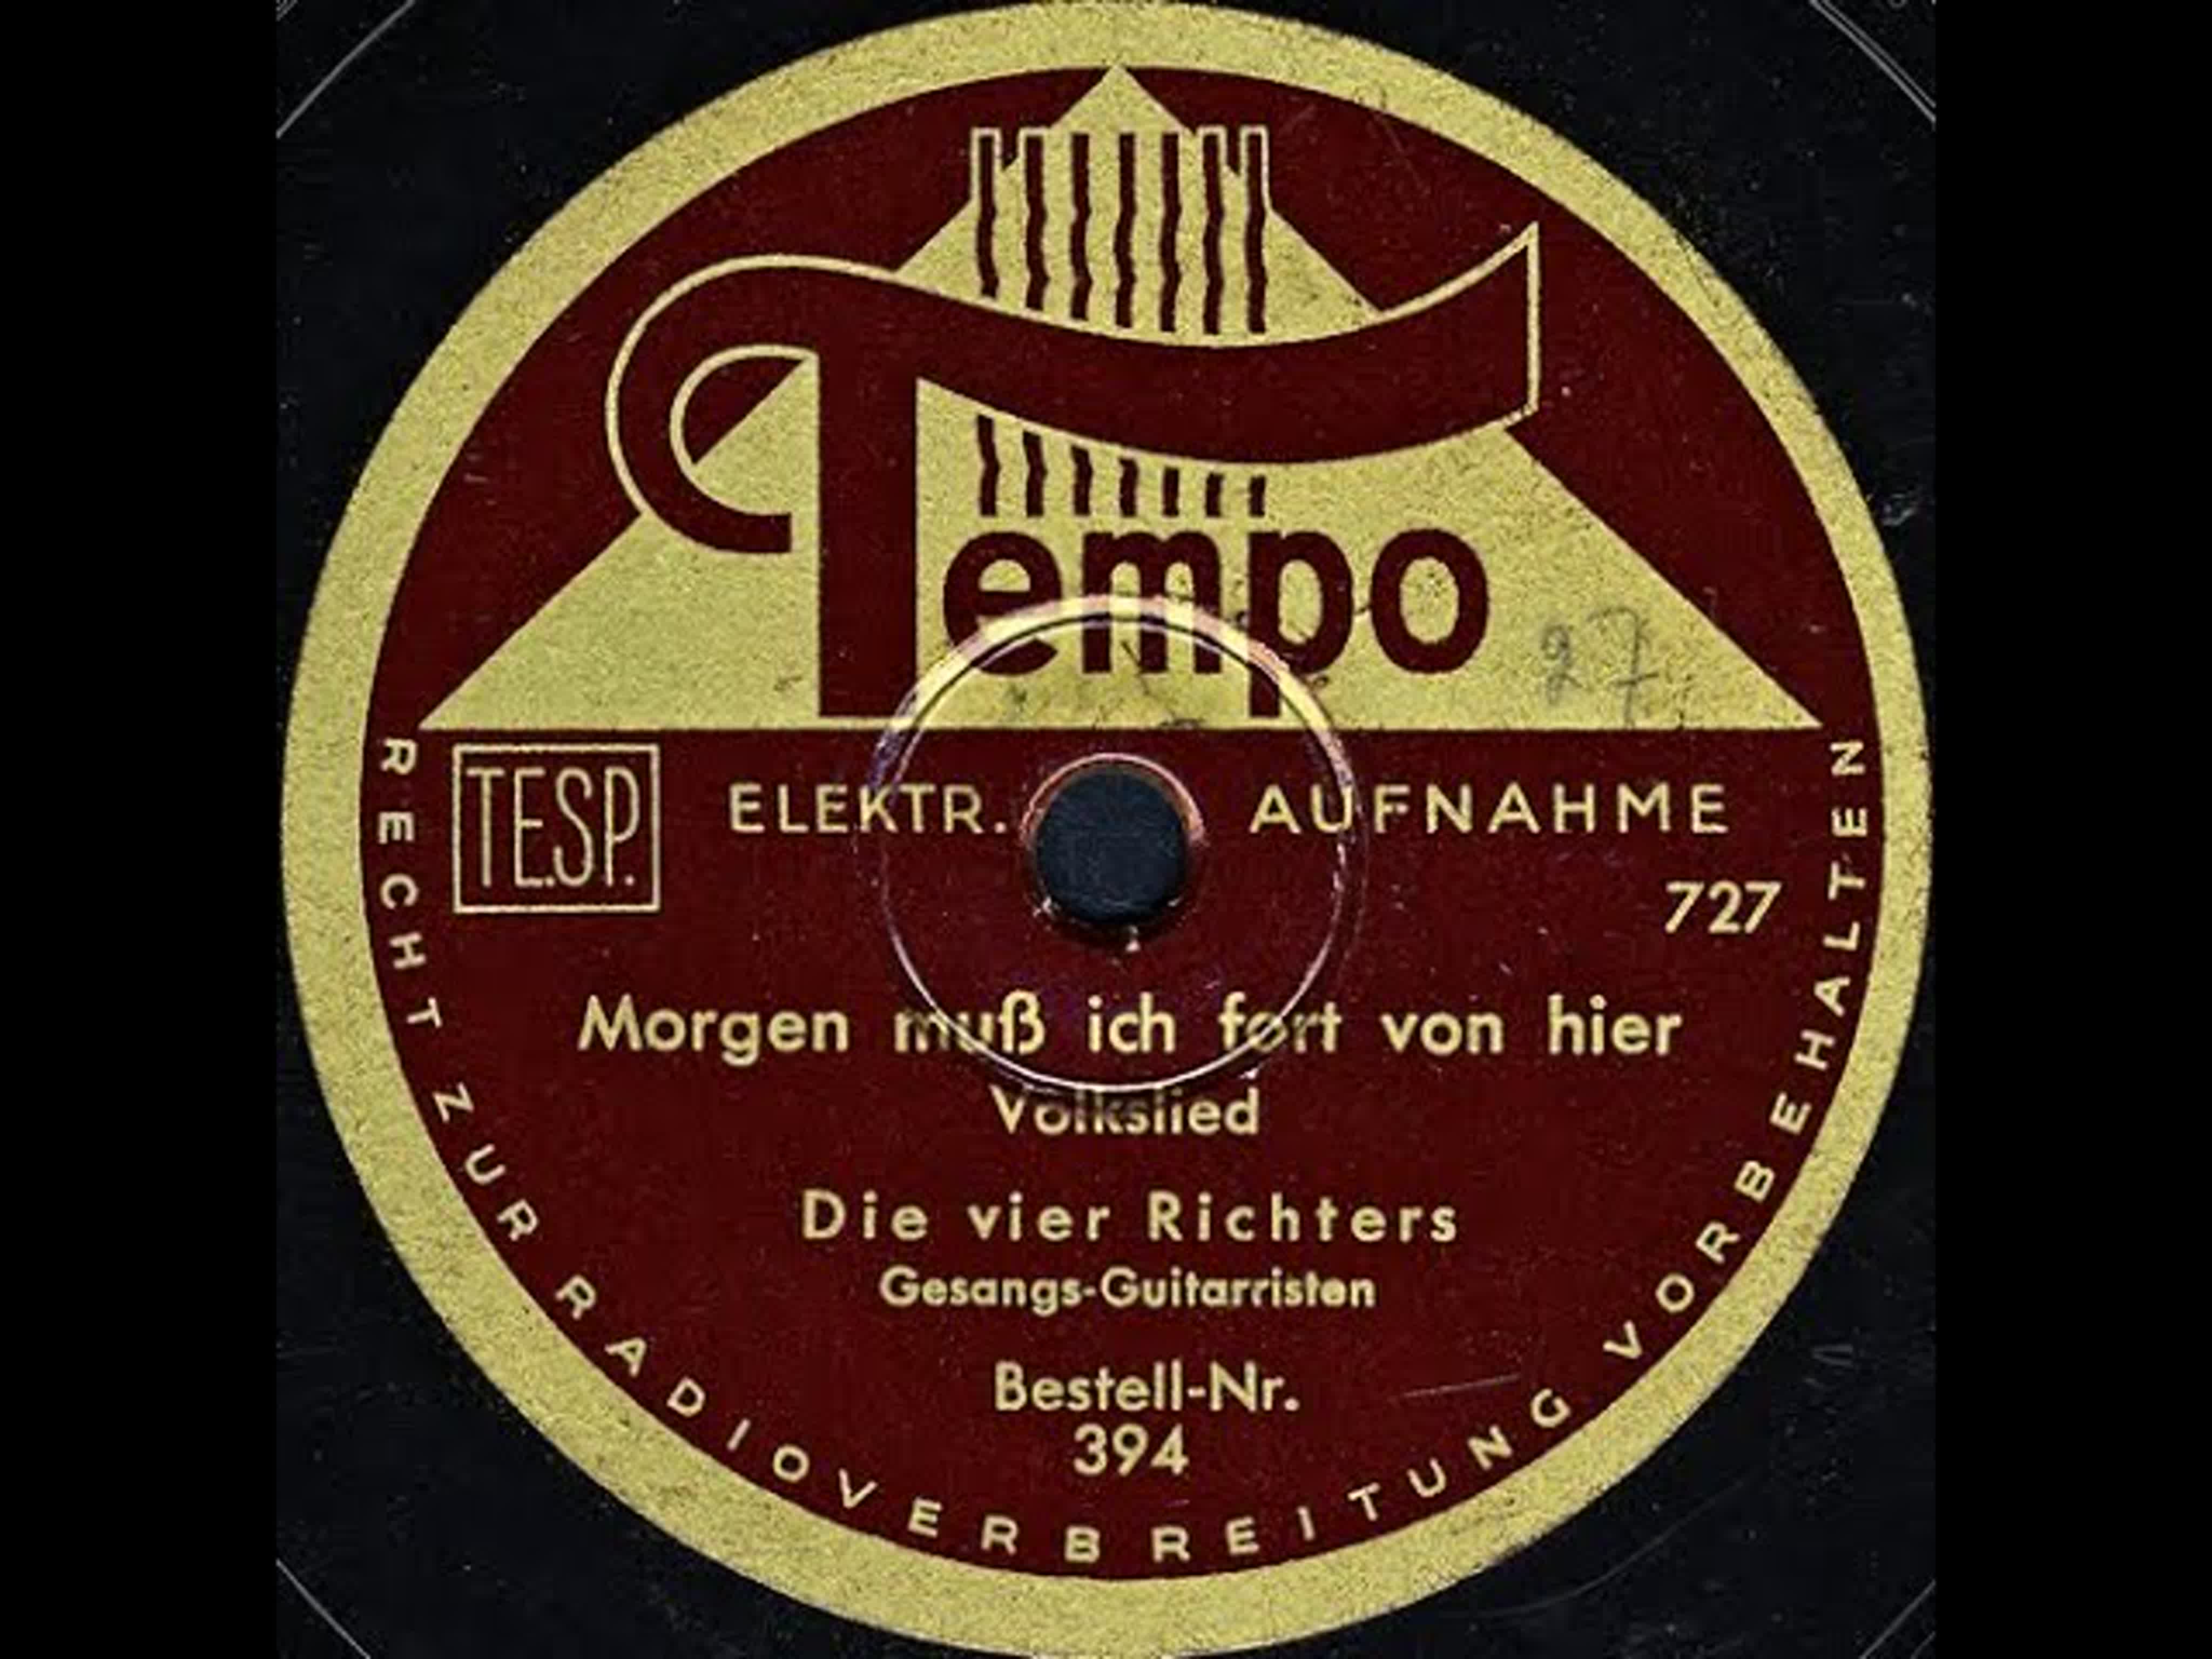 Tempo
27
TE.SP.
ELEKTR. AUFNAHME
727
Morgen muß ich fort von hier
Volkslied
Die vier Richters
Gesangs-Guitarristen
Bestell-Nr.
394
RECHT ZUR RADIOVERBREITUNG VORBEHALTEN